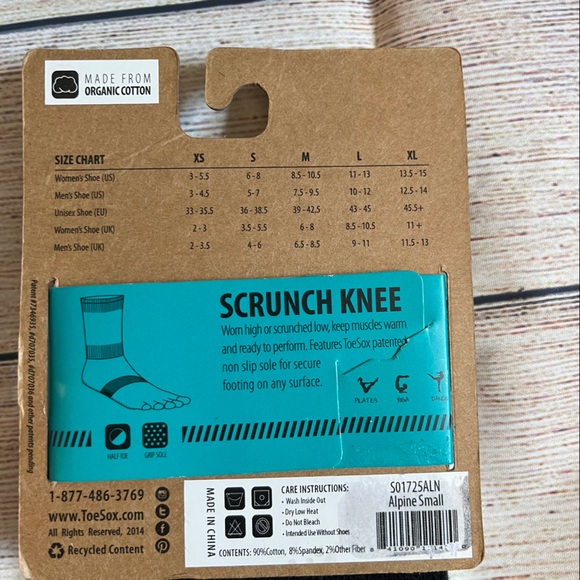 MADE FROM
ORGANIC COTTON
SIZE CHART XS S M L XL
Women's Shoe (US) 3 - 5.5 6 - 8 8.5 - 10.5 11 - 13 13.5 - 15
Men's Shoe (US) 3 - 4.5 5-7 7.5 - 9.5 10 - 12 12.5 - 14
Unisex Shoe (EU) 33 - 35.5 36 - 38.5 39 - 42.5 43 - 45 45.5+
Women's Shoe (UK) 2 - 3 3.5 - 5.5 6 - 8 8.5 - 10.5 11 +
Men's Shoe (UK) 2 - 3.5 4 - 6 6.5 - 8.5 9 - 11 11.5 - 13
Patent #7346935, #4707035, #4707036 and other patents pending
SCRUNCH KNEE
Worn high or scrunched low, keep muscles warm
and ready to perform. Features ToeSox patented
non slip sole for secure
footing on any surface.
PILATES
HALF TOE GRIP SOLE
1-877-486-3769
www.ToeSox.com
All Rights Reserved, 2014
Recycled Content
MADE IN CHINA
CARE INSTRUCTIONS:
• Wash Inside Out
• Dry Low Heat
• Do Not Bleach
• Intended Use Without Shoes
CONTENTS: 90%Cotton, 8%Spandex, 2%Other Fiber
S01725ALN
Alpine Small